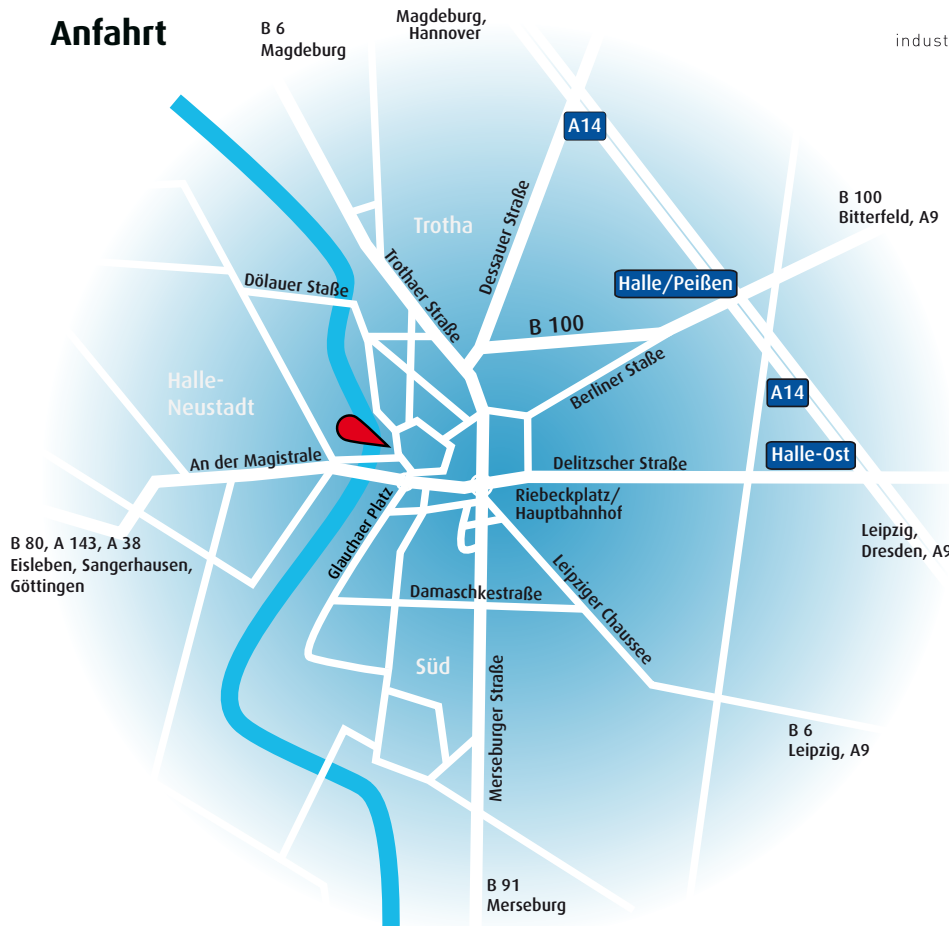 Anfahrt
B 6
Magdeburg
Magdeburg,
Hannover
indust
A14
B 100
Bitterfeld, A9
Trotha
Dessauer Straße
Trothaer Straße
Dölauer Staße
Halle/Peißen
B 100
Berliner Staße
Halle-
Neustadt
A14
An der Magistrale
Delitzscher Straße
Halle-Ost
Riebeckplatz/
Hauptbahnhof
Glauchaer Platz
B 80, A 143, A 38
Eisleben, Sangerhausen,
Göttingen
Leipzig,
Dresden, A9
Leipziger Chaussee
Damaschkestraße
Süd
Merseburger Straße
B 6
Leipzig, A9
B 91
Merseburg